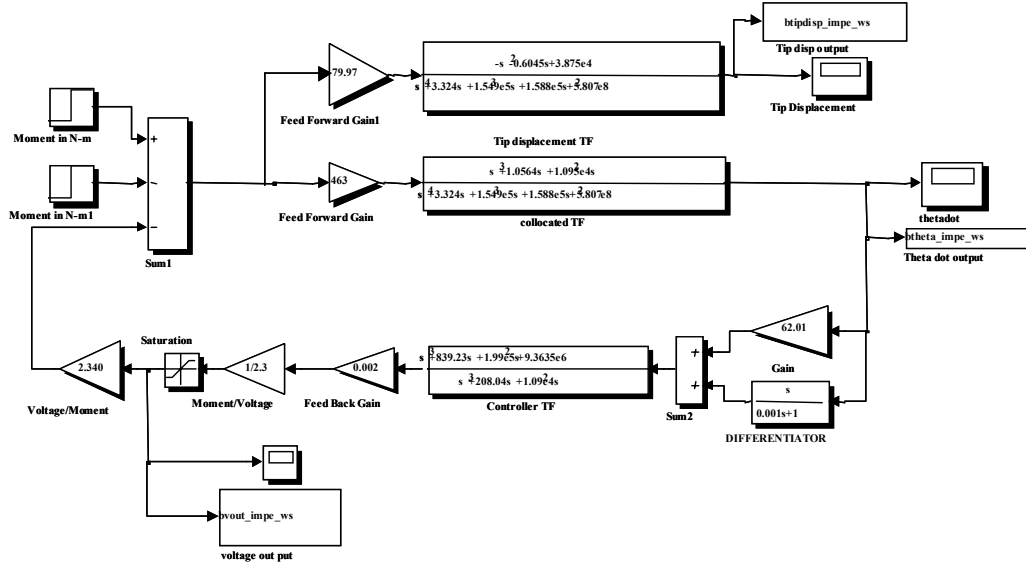 btipdisp_impe_ws
Tip disp output
79.97
-s^2-0.6045s+3.875e4
s^4+3.324s^3+1.549e5s^2+1.588e5s+5.807e8
Feed Forward Gain1
Tip displacement TF
Tip Displacement
Moment in N-m
Moment in N-m1
+
-
−
Sum1
463
Feed Forward Gain
s^3+1.0564s^2+1.095e4s
s^4+3.324s^3+1.549e5s^2+1.588e5s+5.807e8
collocated TF
thetadot
btheta_impe_ws
Theta dot output
62.01
Gain
s
0.001s+1
DIFFERENTIATOR
+
+
Sum2
s^3+839.23s^2+1.99e5s+9.3635e6
s^3+208.04s^2+1.09e4s
Controller TF
0.002
Feed Back Gain
1/2.3
Moment/Voltage
Saturation
2.340
Voltage/Moment
bvout_impe_ws
voltage out put